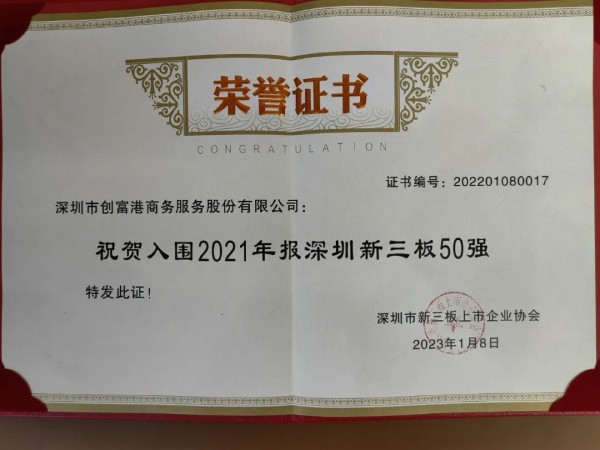 荣誉证书
CONGRATULATION
证书编号：202201080017
深圳市创富港商务服务股份有限公司：
祝贺入围2021年报深圳新三板50强
特发此证！
深圳市新三板上市企业协会
2023年1月8日